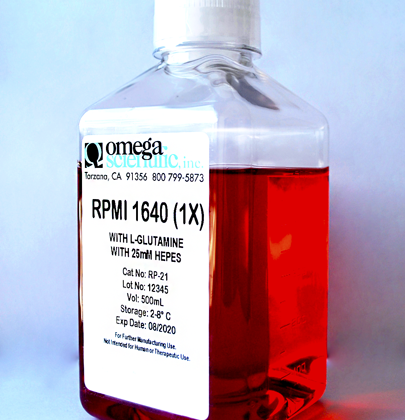 Ω omega
scientific, inc.
Tarzana, CA 91356 800 799-5873
RPMI 1640 (1X)
WITH L-GLUTAMINE
WITH 25mM HEPES
Cat No: RP-21
Lot No: 12345
Vol: 500mL
Storage: 2-8° C
Exp Date: 08/2020
For Further Manufacturing Use.
Not Intended for Human or Therapeutic Use.